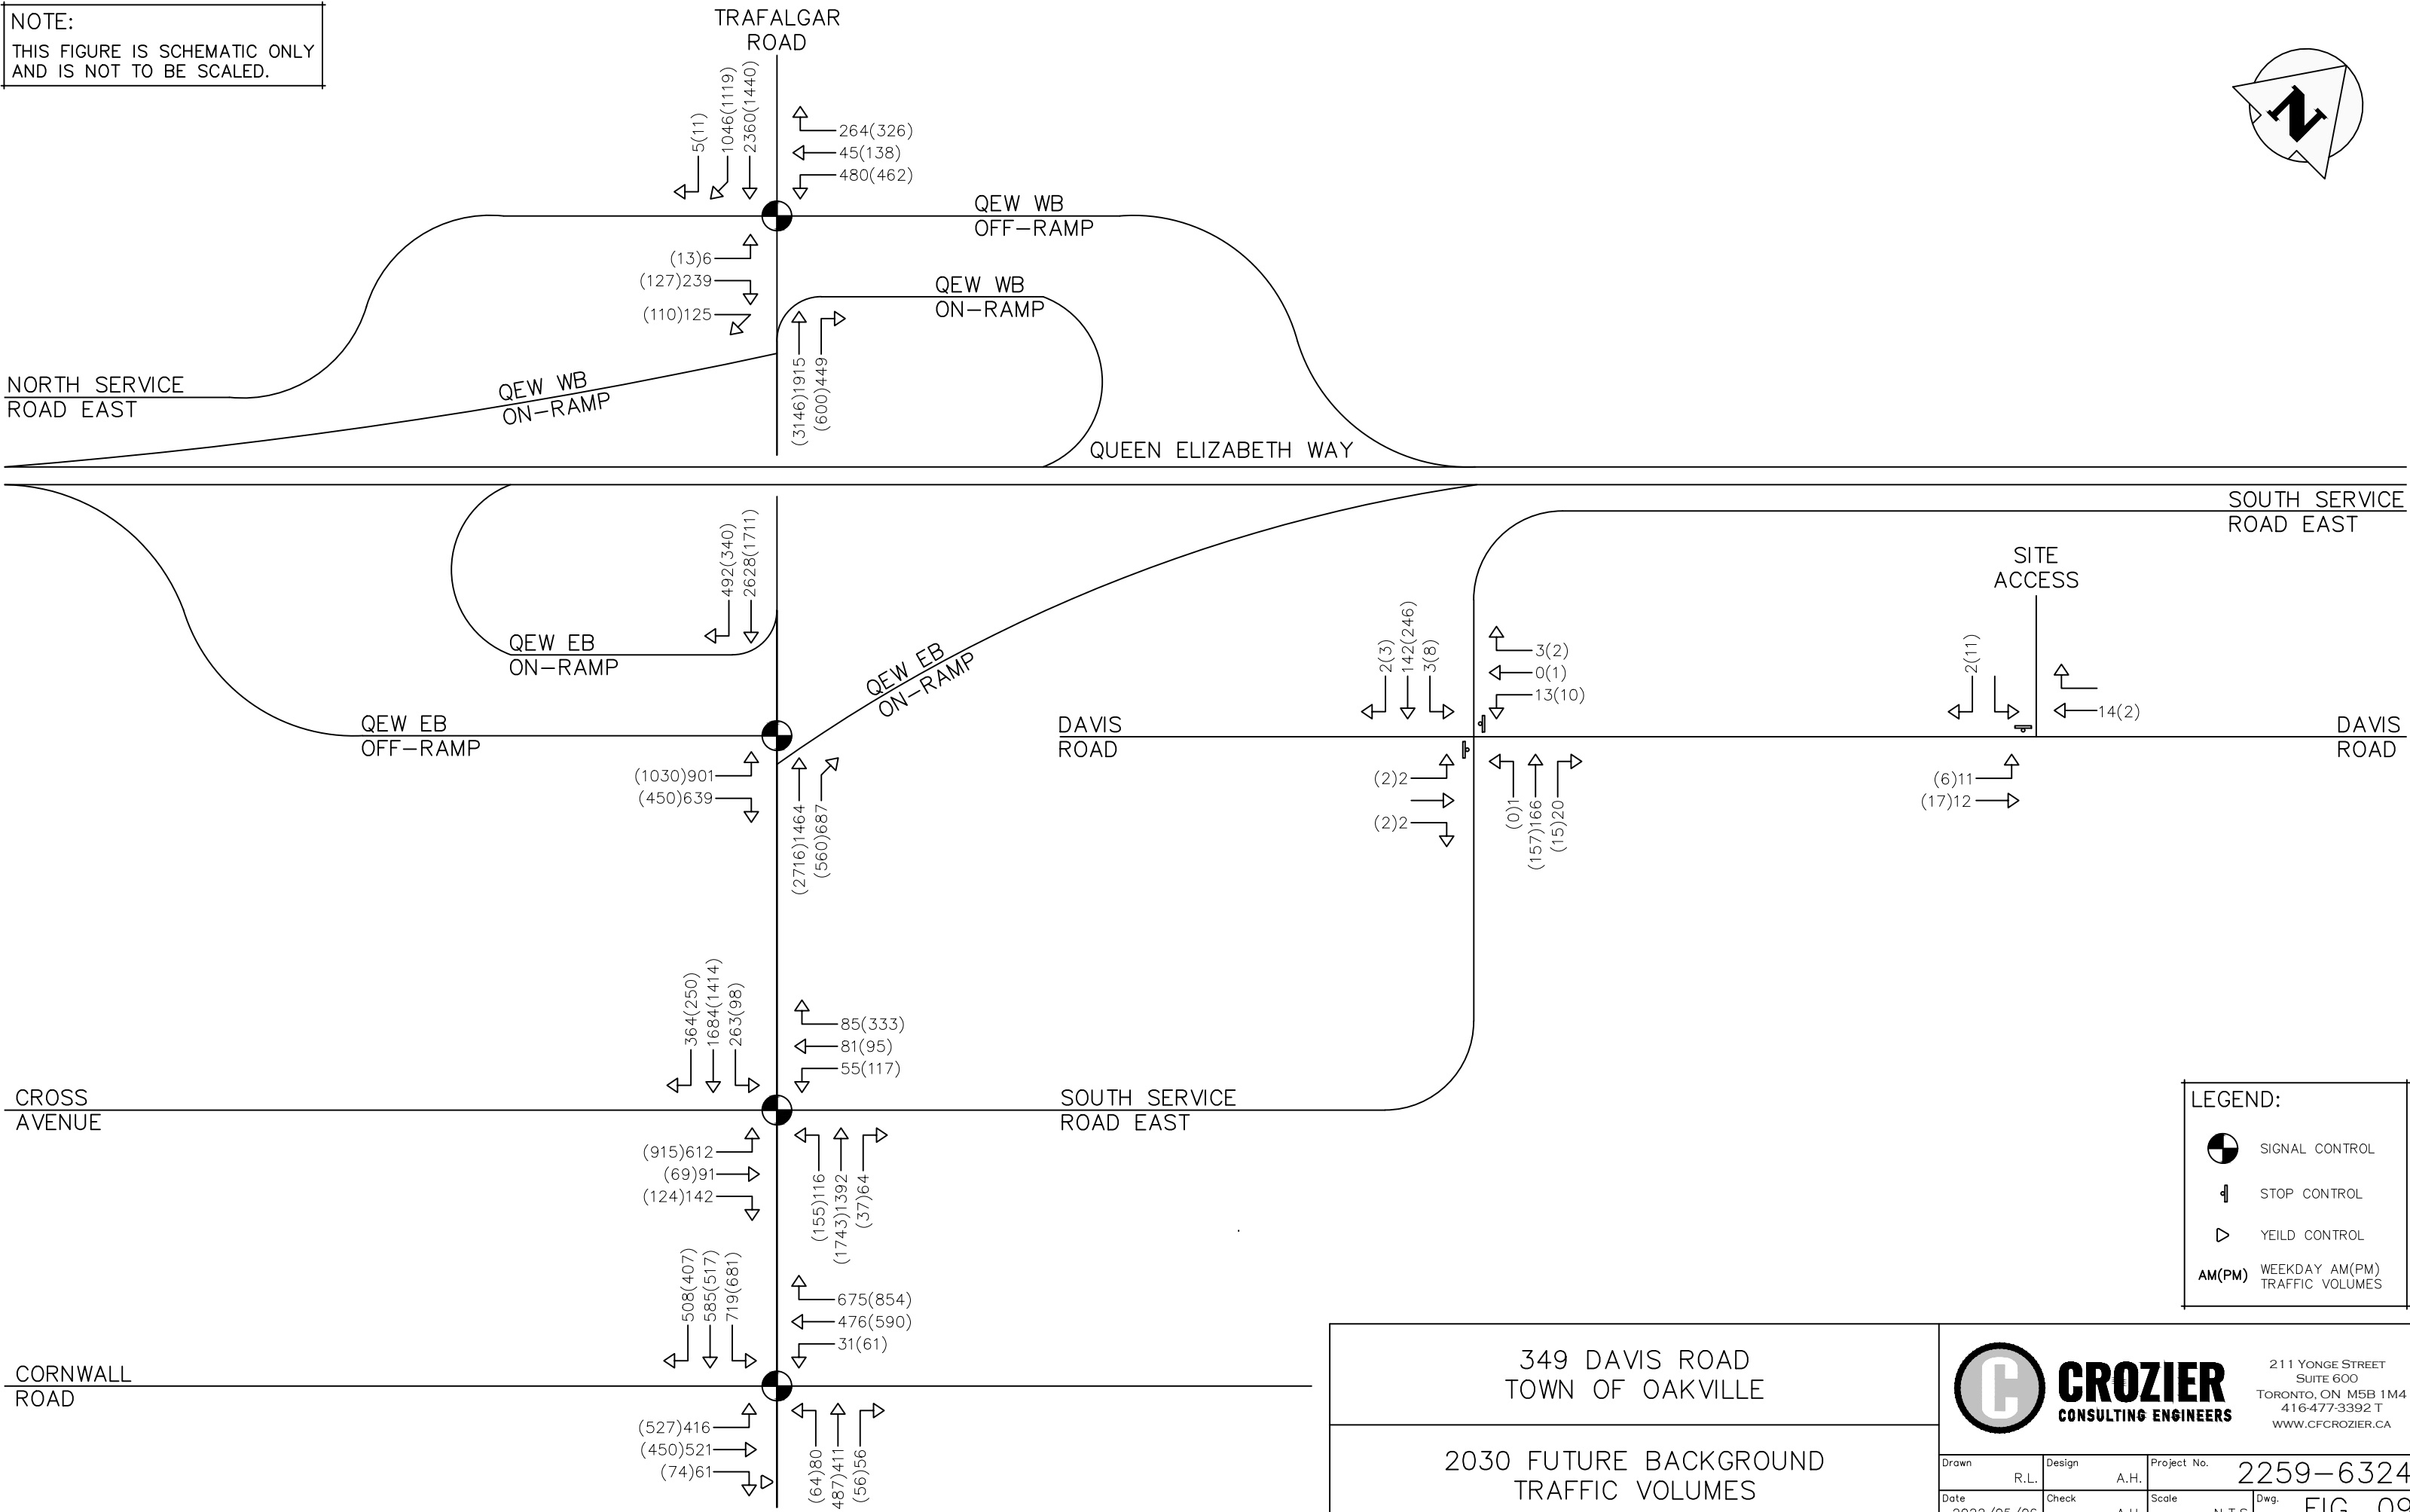 NOTE:
THIS FIGURE IS SCHEMATIC ONLY
AND IS NOT TO BE SCALED.
TRAFALGAR
ROAD
N
5(11)
1046(1119)
2360(1440)
264(326)
45(138)
480(462)
QEW WB
OFF-RAMP
(13)6
(127)239
(110)125
QEW WB
ON-RAMP
(3146)1915
(600)449
NORTH SERVICE
ROAD EAST
QEW WB
ON-RAMP
QUEEN ELIZABETH WAY
SOUTH SERVICE
ROAD EAST
492(340)
2628(1711)
QEW EB
ON-RAMP
QEW EB
ON-RAMP
QEW EB
OFF-RAMP
(1030)901
(450)639
(2716)1464
(560)687
SITE
ACCESS
2(3)
142(246)
3(8)
3(2)
0(1)
13(10)
2(11)
14(2)
DAVIS
ROAD
DAVIS
ROAD
(2)2
(2)2
(0)1
(157)166
(15)20
(6)11
(17)12
364(250)
1684(1414)
263(98)
85(333)
81(95)
55(117)
CROSS
AVENUE
SOUTH SERVICE
ROAD EAST
(915)612
(69)91
(124)142
(155)116
(1743)1392
(37)64
508(407)
585(517)
719(681)
675(854)
476(590)
31(61)
CORNWALL
ROAD
(527)416
(450)521
(74)61
(64)80
487)411
(56)56
LEGEND:
SIGNAL CONTROL
STOP CONTROL
YEILD CONTROL
AM(PM) WEEKDAY AM(PM)
TRAFFIC VOLUMES
349 DAVIS ROAD
TOWN OF OAKVILLE
2030 FUTURE BACKGROUND
TRAFFIC VOLUMES
C CROZIER
CONSULTING ENGINEERS
211 YONGE STREET
SUITE 600
TORONTO, ON M5B 1M4
416-477-3392 T
WWW.CFCROZIER.CA
Drawn R.L. Design A.H. Project No. 2259-6324
Date Check Scale Dwg. FIG. 09